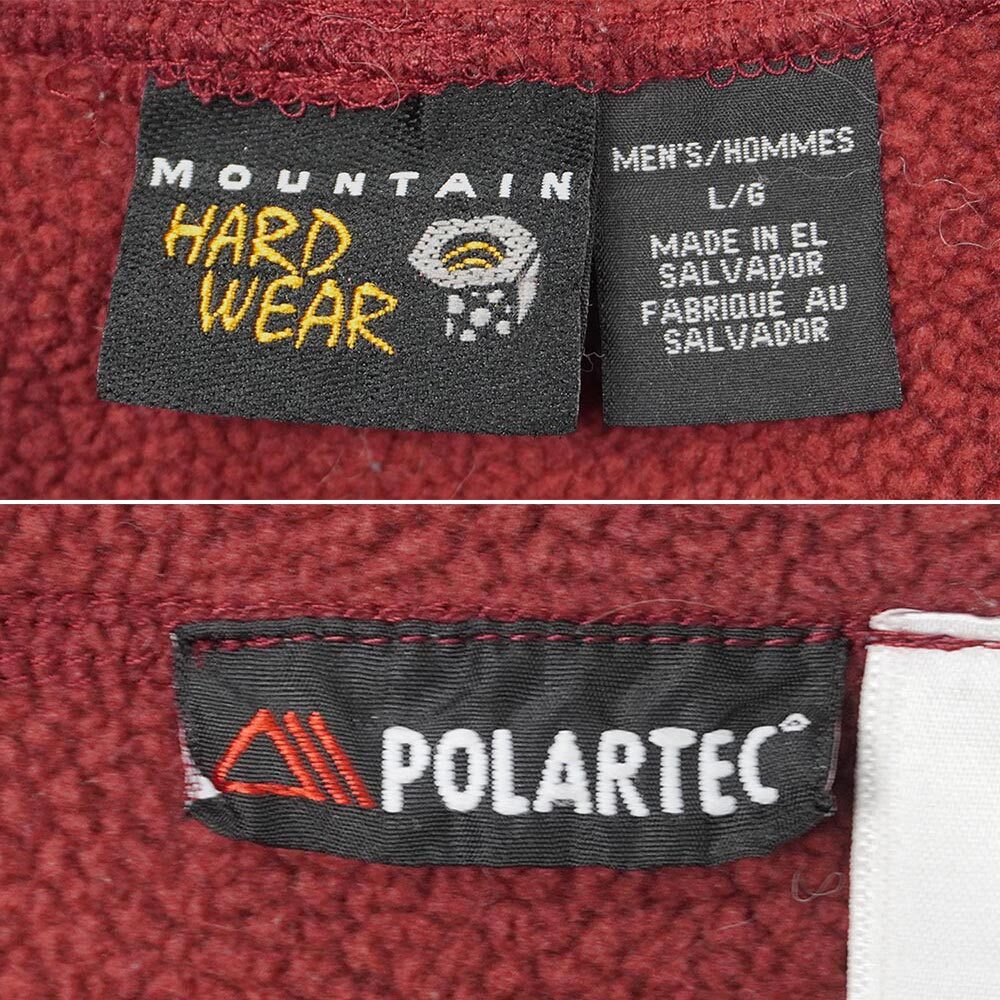 MOUNTAIN
HARD
WEAR
MEN'S/HOMMES
L/G
MADE IN EL
SALVADOR
FABRIQUÉ AU
SALVADOR
POLARTEC